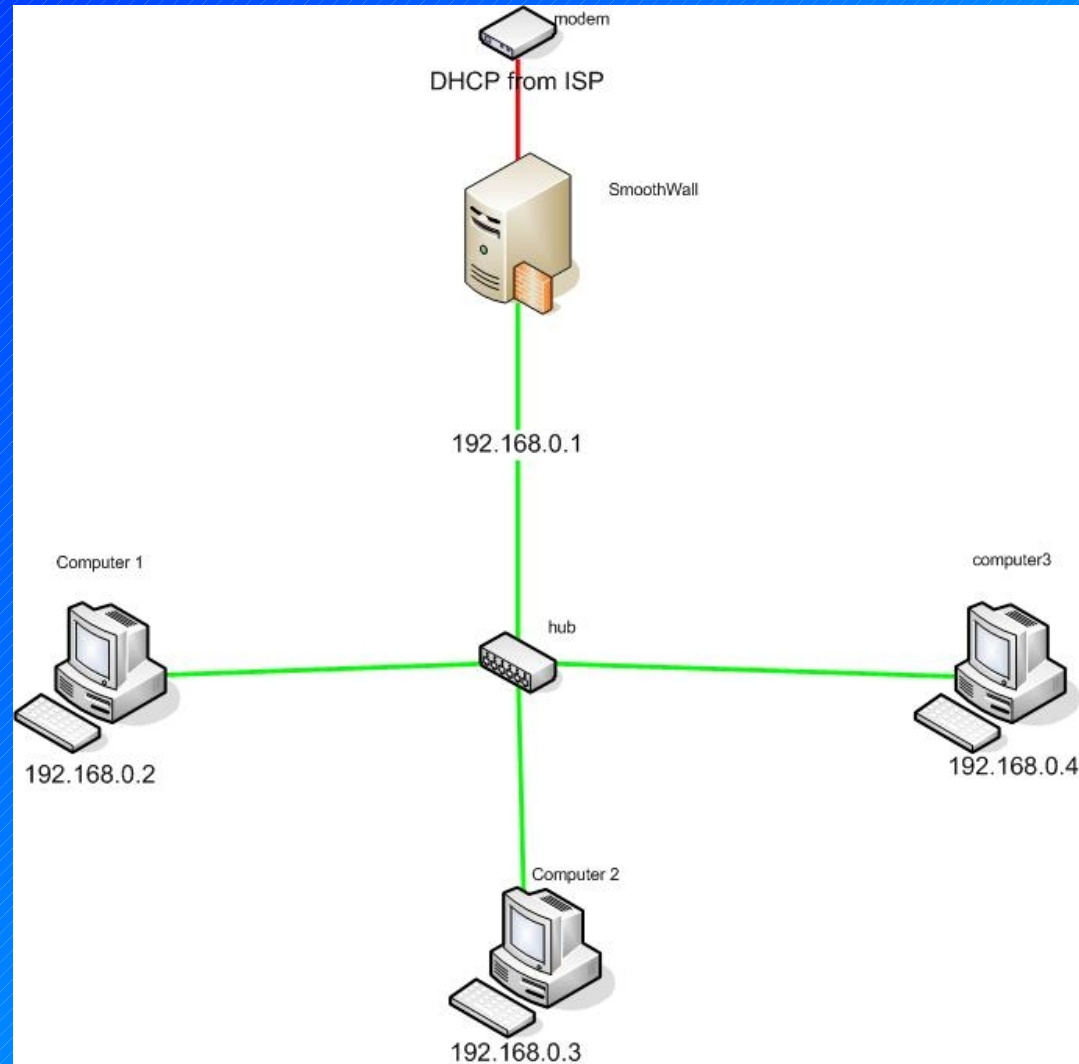 modem
DHCP from ISP
SmoothWall
192.168.0.1
Computer 1
computer3
hub
192.168.0.2
192.168.0.4
Computer 2
192.168.0.3